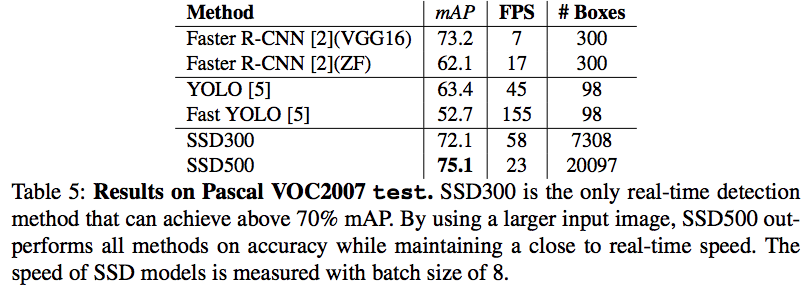 Method mAP FPS # Boxes
Faster R-CNN [2](VGG16) 73.2 7 300
Faster R-CNN [2](ZF) 62.1 17 300
YOLO [5] 63.4 45 98
Fast YOLO [5] 52.7 155 98
SSD300 72.1 58 7308
SSD500 75.1 23 20097
Table 5: Results on Pascal VOC2007 test. SSD300 is the only real-time detection
method that can achieve above 70% mAP. By using a larger input image, SSD500 out-
performs all methods on accuracy while maintaining a close to real-time speed. The
speed of SSD models is measured with batch size of 8.